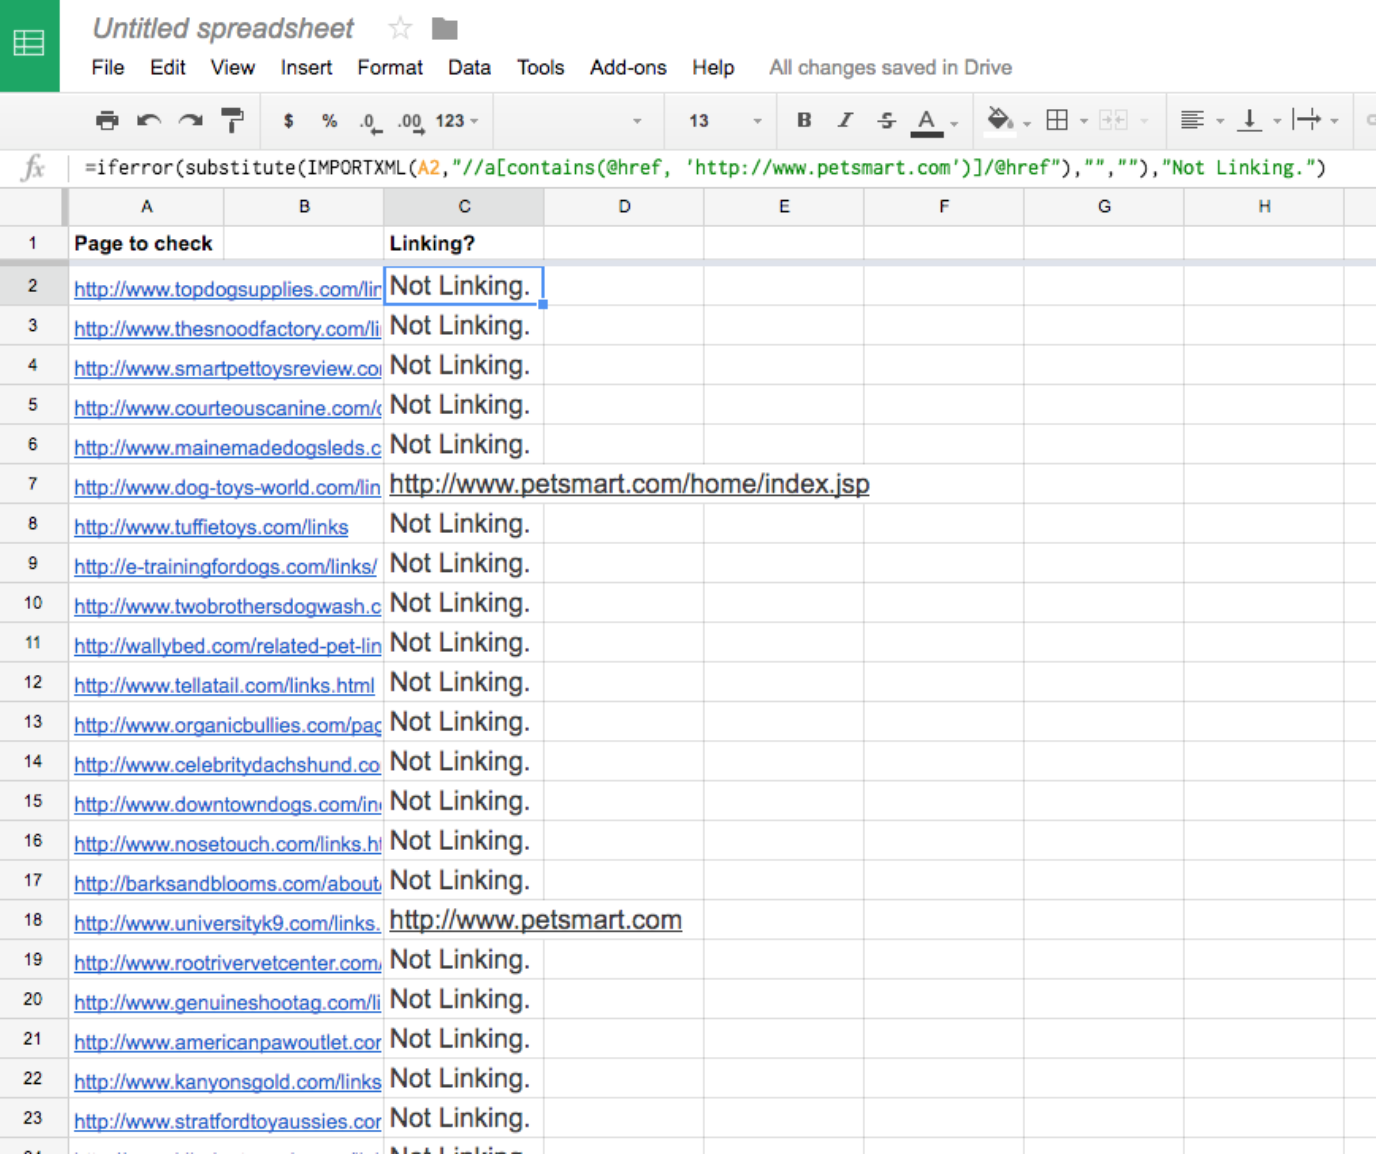 Untitled spreadsheet
File Edit View Insert Format Data Tools Add-ons Help All changes saved in Drive
$ % .0 .00 123 13 B I S A
fx =iferror(substitute(IMPORTXML(A2,"//a[contains(@href, 'http://www.petsmart.com')]/@href"),"",""),"Not Linking.")
A B C D E F G H
1 Page to check Linking?
2 http://www.topdogsupplies.com/lin Not Linking.
3 http://www.thesnoodfactory.com/li Not Linking.
4 http://www.smartpettoysreview.co Not Linking.
5 http://www.courteouscanine.com/ Not Linking.
6 http://www.mainemadedogsleds.c Not Linking.
7 http://www.dog-toys-world.com/lin http://www.petsmart.com/home/index.jsp
8 http://www.tuffietoys.com/links Not Linking.
9 http://e-trainingfordogs.com/links/ Not Linking.
10 http://www.twobrothersdogwash.c Not Linking.
11 http://wallybed.com/related-pet-lin Not Linking.
12 http://www.tellatail.com/links.html Not Linking.
13 http://www.organicbullies.com/pag Not Linking.
14 http://www.celebritydachshund.co Not Linking.
15 http://www.downtowndogs.com/in Not Linking.
16 http://www.nosetouch.com/links.h Not Linking.
17 http://barksandblooms.com/about/ Not Linking.
18 http://www.universityk9.com/links. http://www.petsmart.com
19 http://www.rootrivervetcenter.com/ Not Linking.
20 http://www.genuineshootag.com/li Not Linking.
21 http://www.americanpawoutlet.cor Not Linking.
22 http://www.kanyonsgold.com/links Not Linking.
23 http://www.stratfordtoyaussies.cor Not Linking.